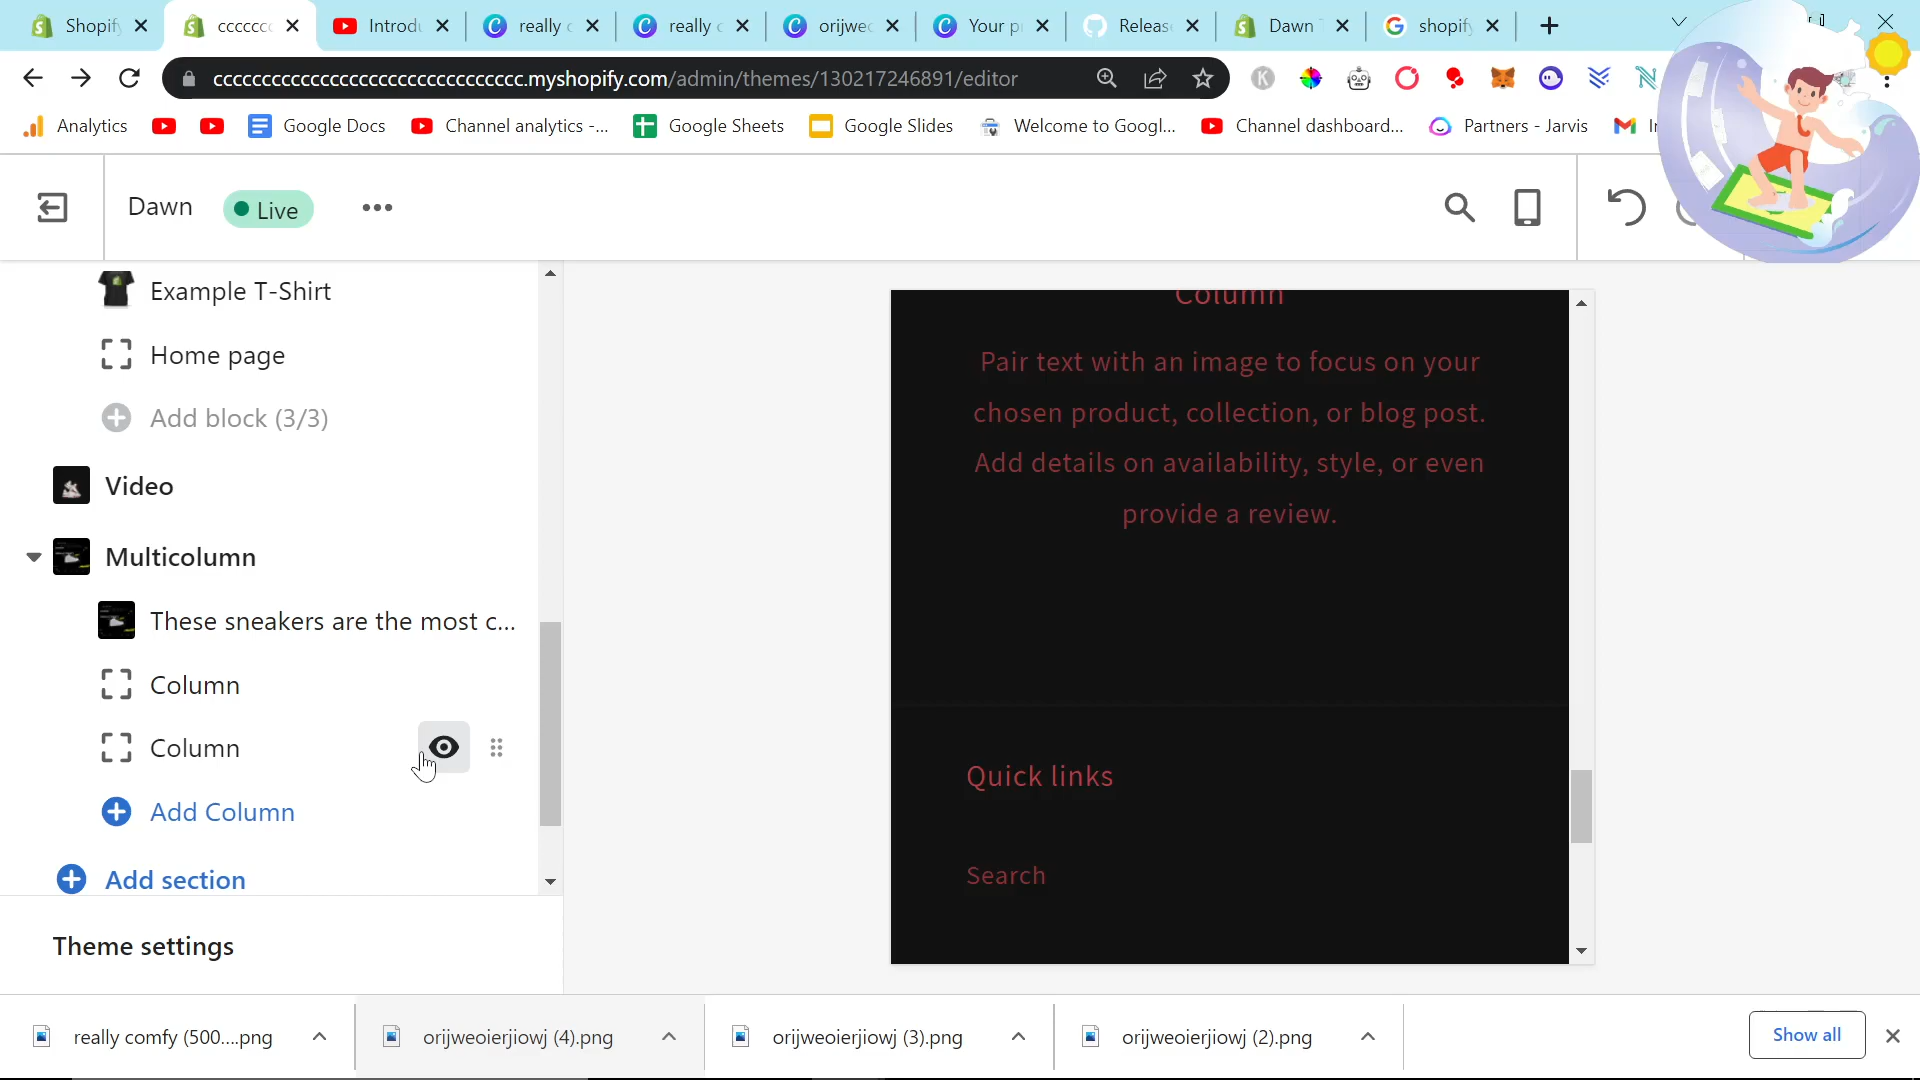 Shopify
ccccccc
Introdu
really c
really c
orijwec
Your p
Release
Dawn T
shopify
ccccccccccccccccccccccccccccccccc.myshopify.com/admin/themes/130217246891/editor
Analytics
Google Docs
Channel analytics -...
Google Sheets
Google Slides
Welcome to Googl...
Channel dashboard...
Partners - Jarvis
Dawn
Live
Example T-Shirt
Home page
Add block (3/3)
Video
Multicolumn
These sneakers are the most c...
Column
Column
Add Column
Add section
Theme settings
Column
Pair text with an image to focus on your
chosen product, collection, or blog post.
Add details on availability, style, or even
provide a review.
Quick links
Search
really comfy (500....png
orijweoierjiowj (4).png
orijweoierjiowj (3).png
orijweoierjiowj (2).png
Show all